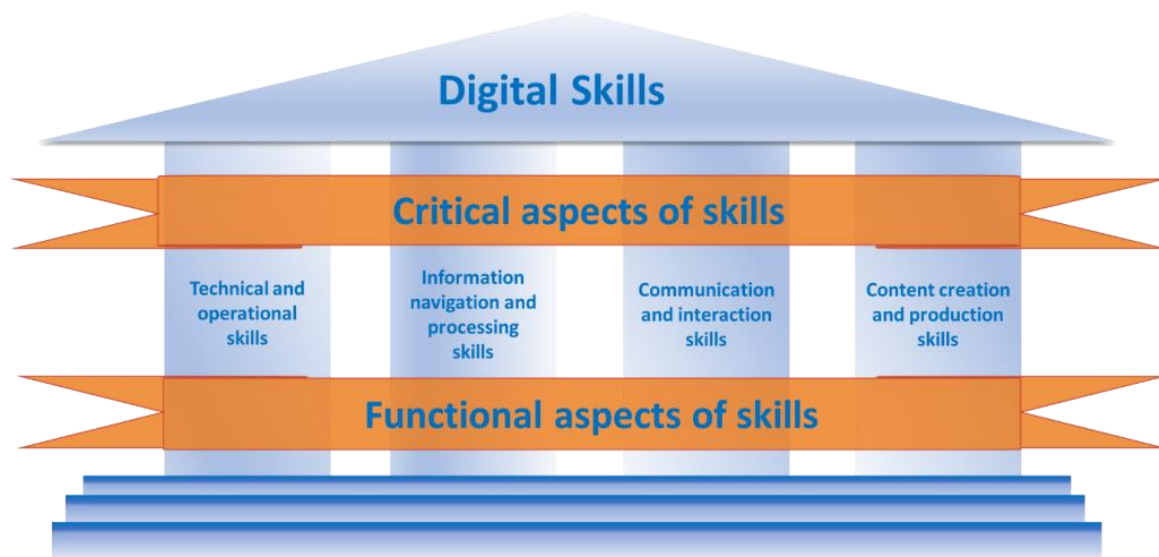 Digital Skills
Critical aspects of skills
Technical and
operational
skills
Information
navigation and
processing
skills
Communication
and interaction
skills
Content creation
and production
skills
Functional aspects of skills